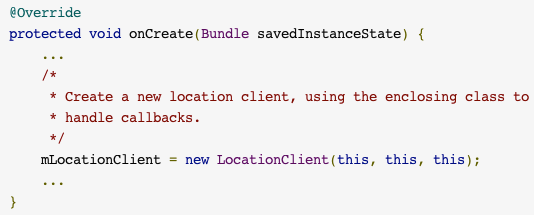 @Override
protected void onCreate(Bundle savedInstanceState) {
    ...
    /*
     * Create a new location client, using the enclosing class to
     * handle callbacks.
     */
    mLocationClient = new LocationClient(this, this, this);
    ...
}